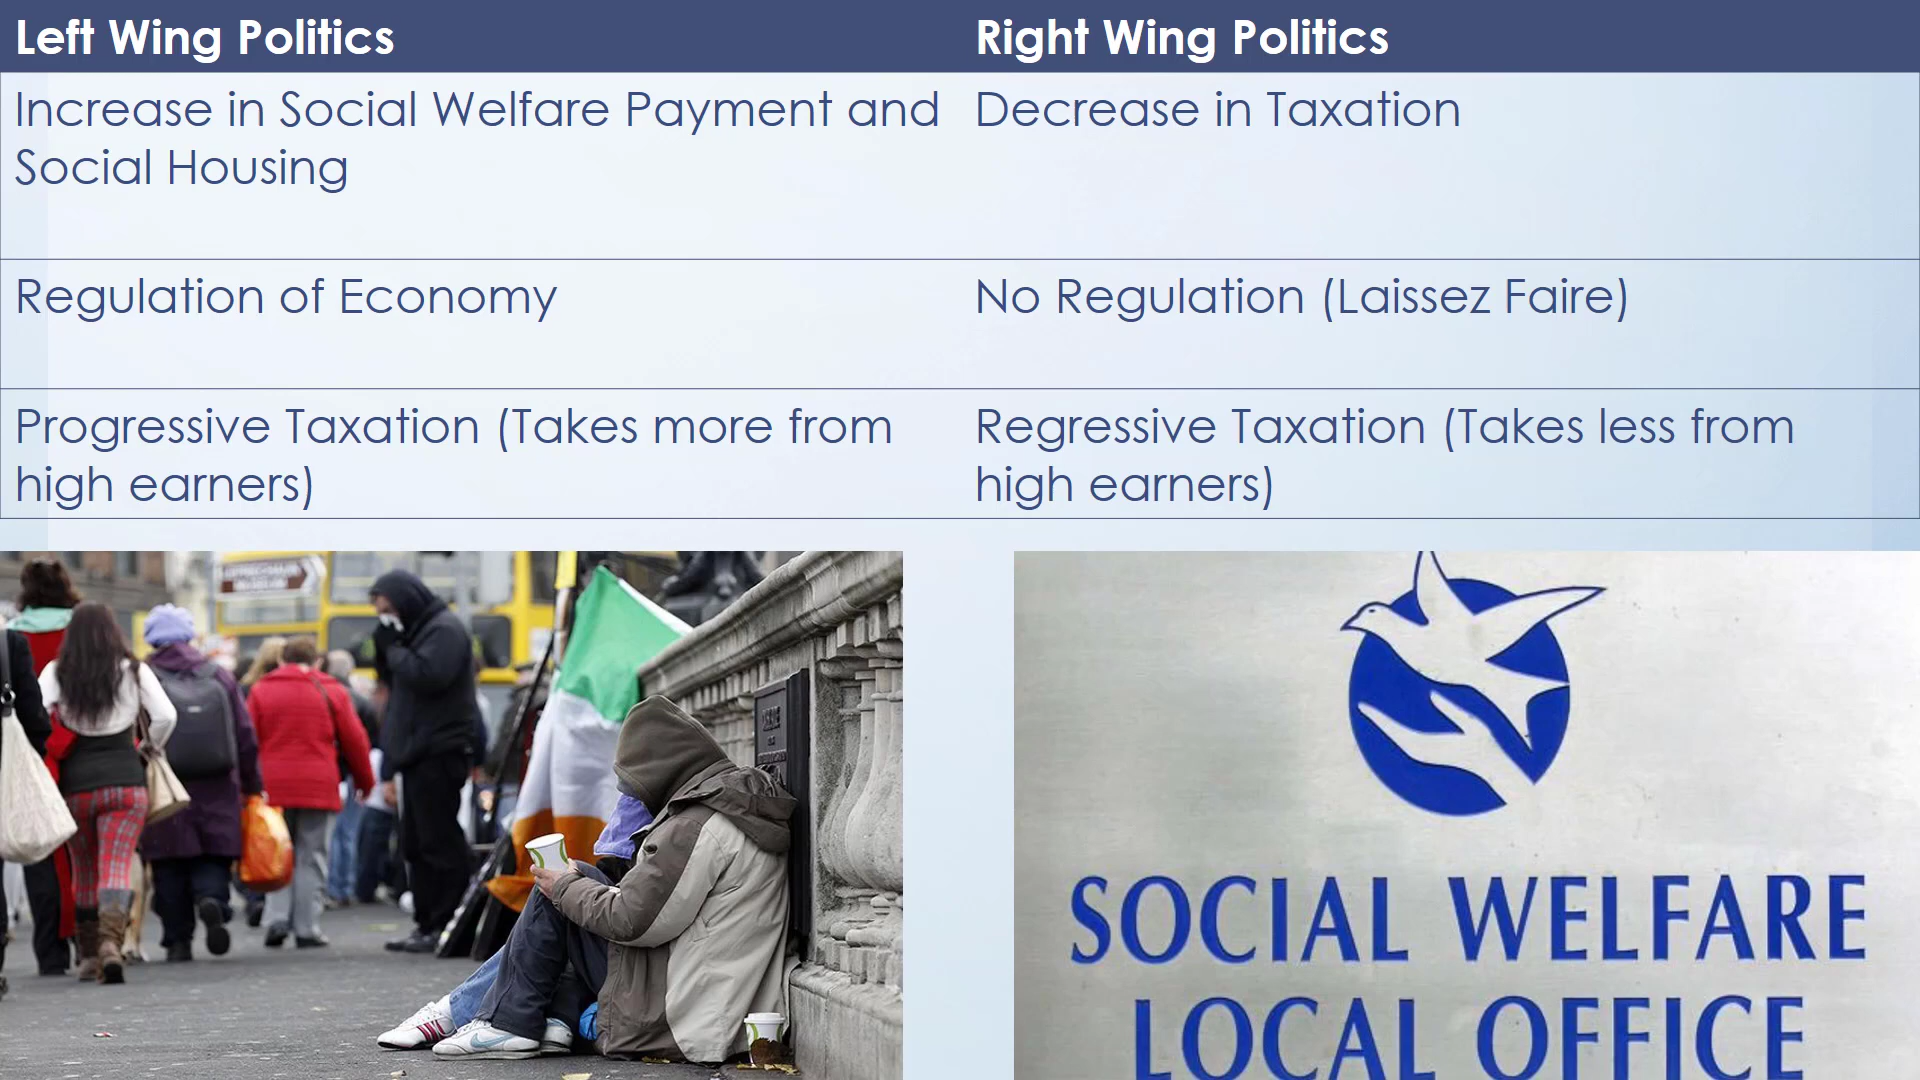 Left Wing Politics
Right Wing Politics
Increase in Social Welfare Payment and
Social Housing
Decrease in Taxation
Regulation of Economy
No Regulation (Laissez Faire)
Progressive Taxation (Takes more from
high earners)
Regressive Taxation (Takes less from
high earners)
SOCIAL WELFARE
LOCAL OFFICE